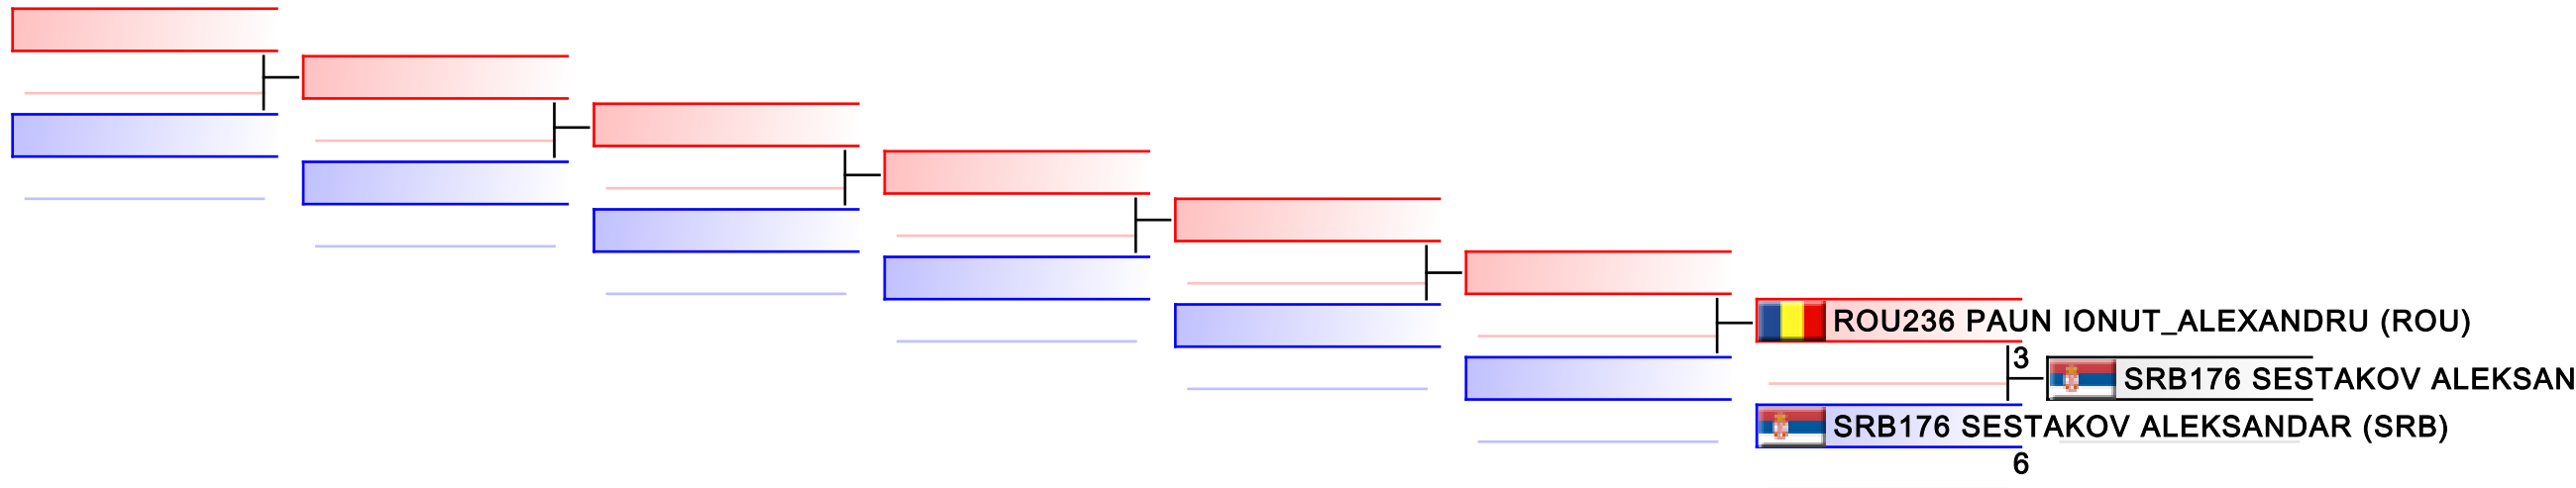 ROU236 PAUN IONUT_ALEXANDRU (ROU)
3
SRB176 SESTAKOV ALEKSAN
SRB176 SESTAKOV ALEKSANDAR (SRB)
6